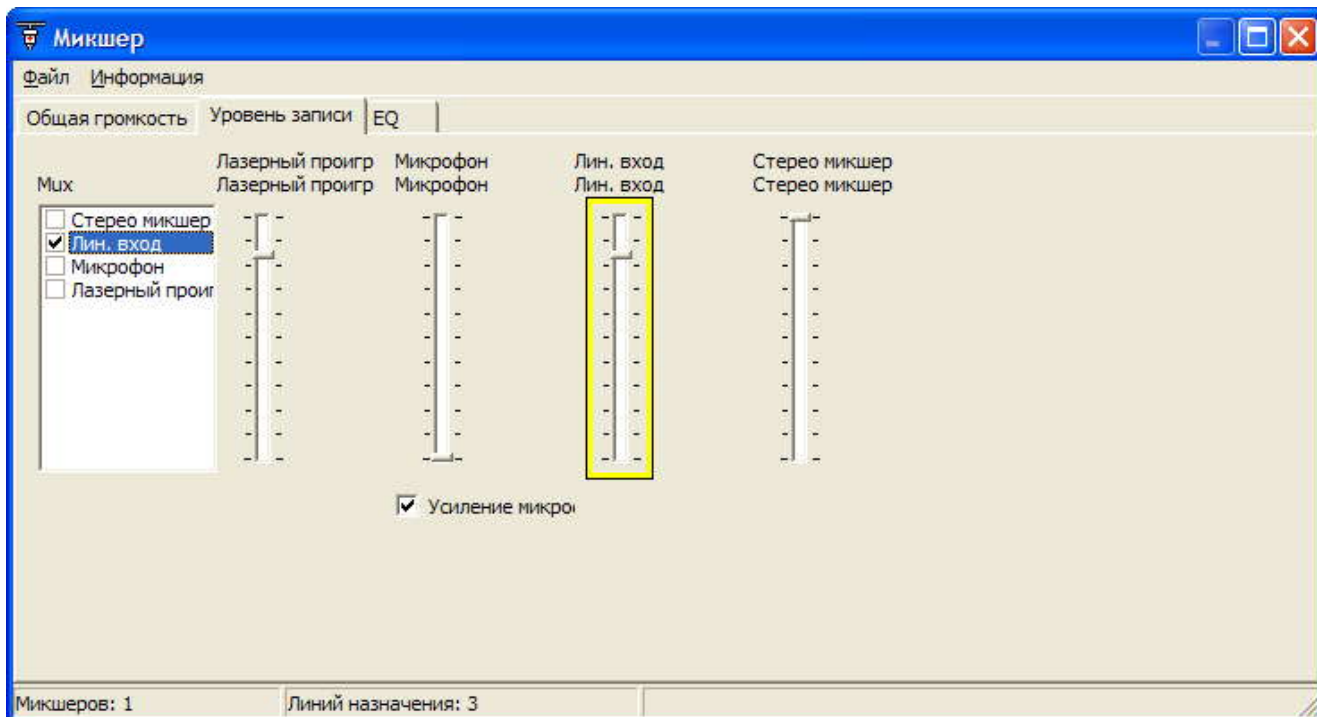 Микшер
Файл Информация
Общая громкость Уровень записи EQ
Лазерный проигр Микрофон Лин. вход Стерео микшер
Mux Лазерный проигр Микрофон Лин. вход Стерео микшер
Стерео микшер
Лин. вход
Микрофон
Лазерный проиг
Усиление микро
Микшеров: 1 Линий назначения: 3